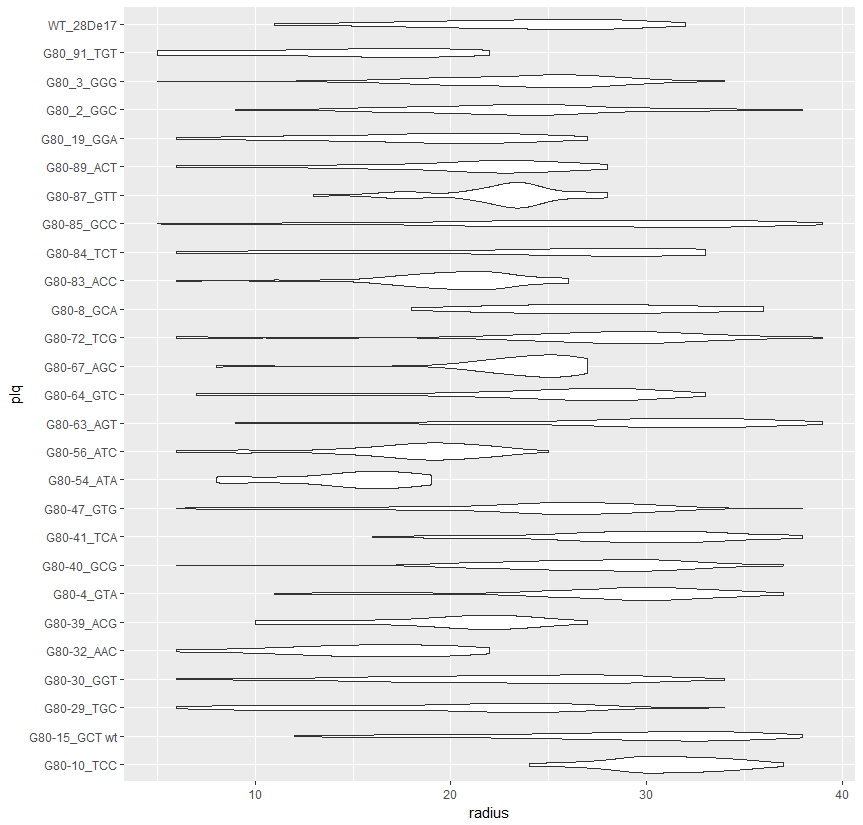 WT_28De17
G80_91_TGT
G80_3_GGG
G80_2_GGC
G80_19_GGA
G80-89_ACT
G80-87_GTT
G80-85_GCC
G80-84_TCT
G80-83_ACC
G80-8_GCA
G80-72_TCG
G80-67_AGC
G80-64_GTC
G80-63_AGT
G80-56_ATC
G80-54_ATA
G80-47_GTG
G80-41_TCA
G80-40_GCG
G80-4_GTA
G80-39_ACG
G80-32_AAC
G80-30_GGT
G80-29_TGC
G80-15_GCT wt
G80-10_TCC
plq
10 20 30 40
radius